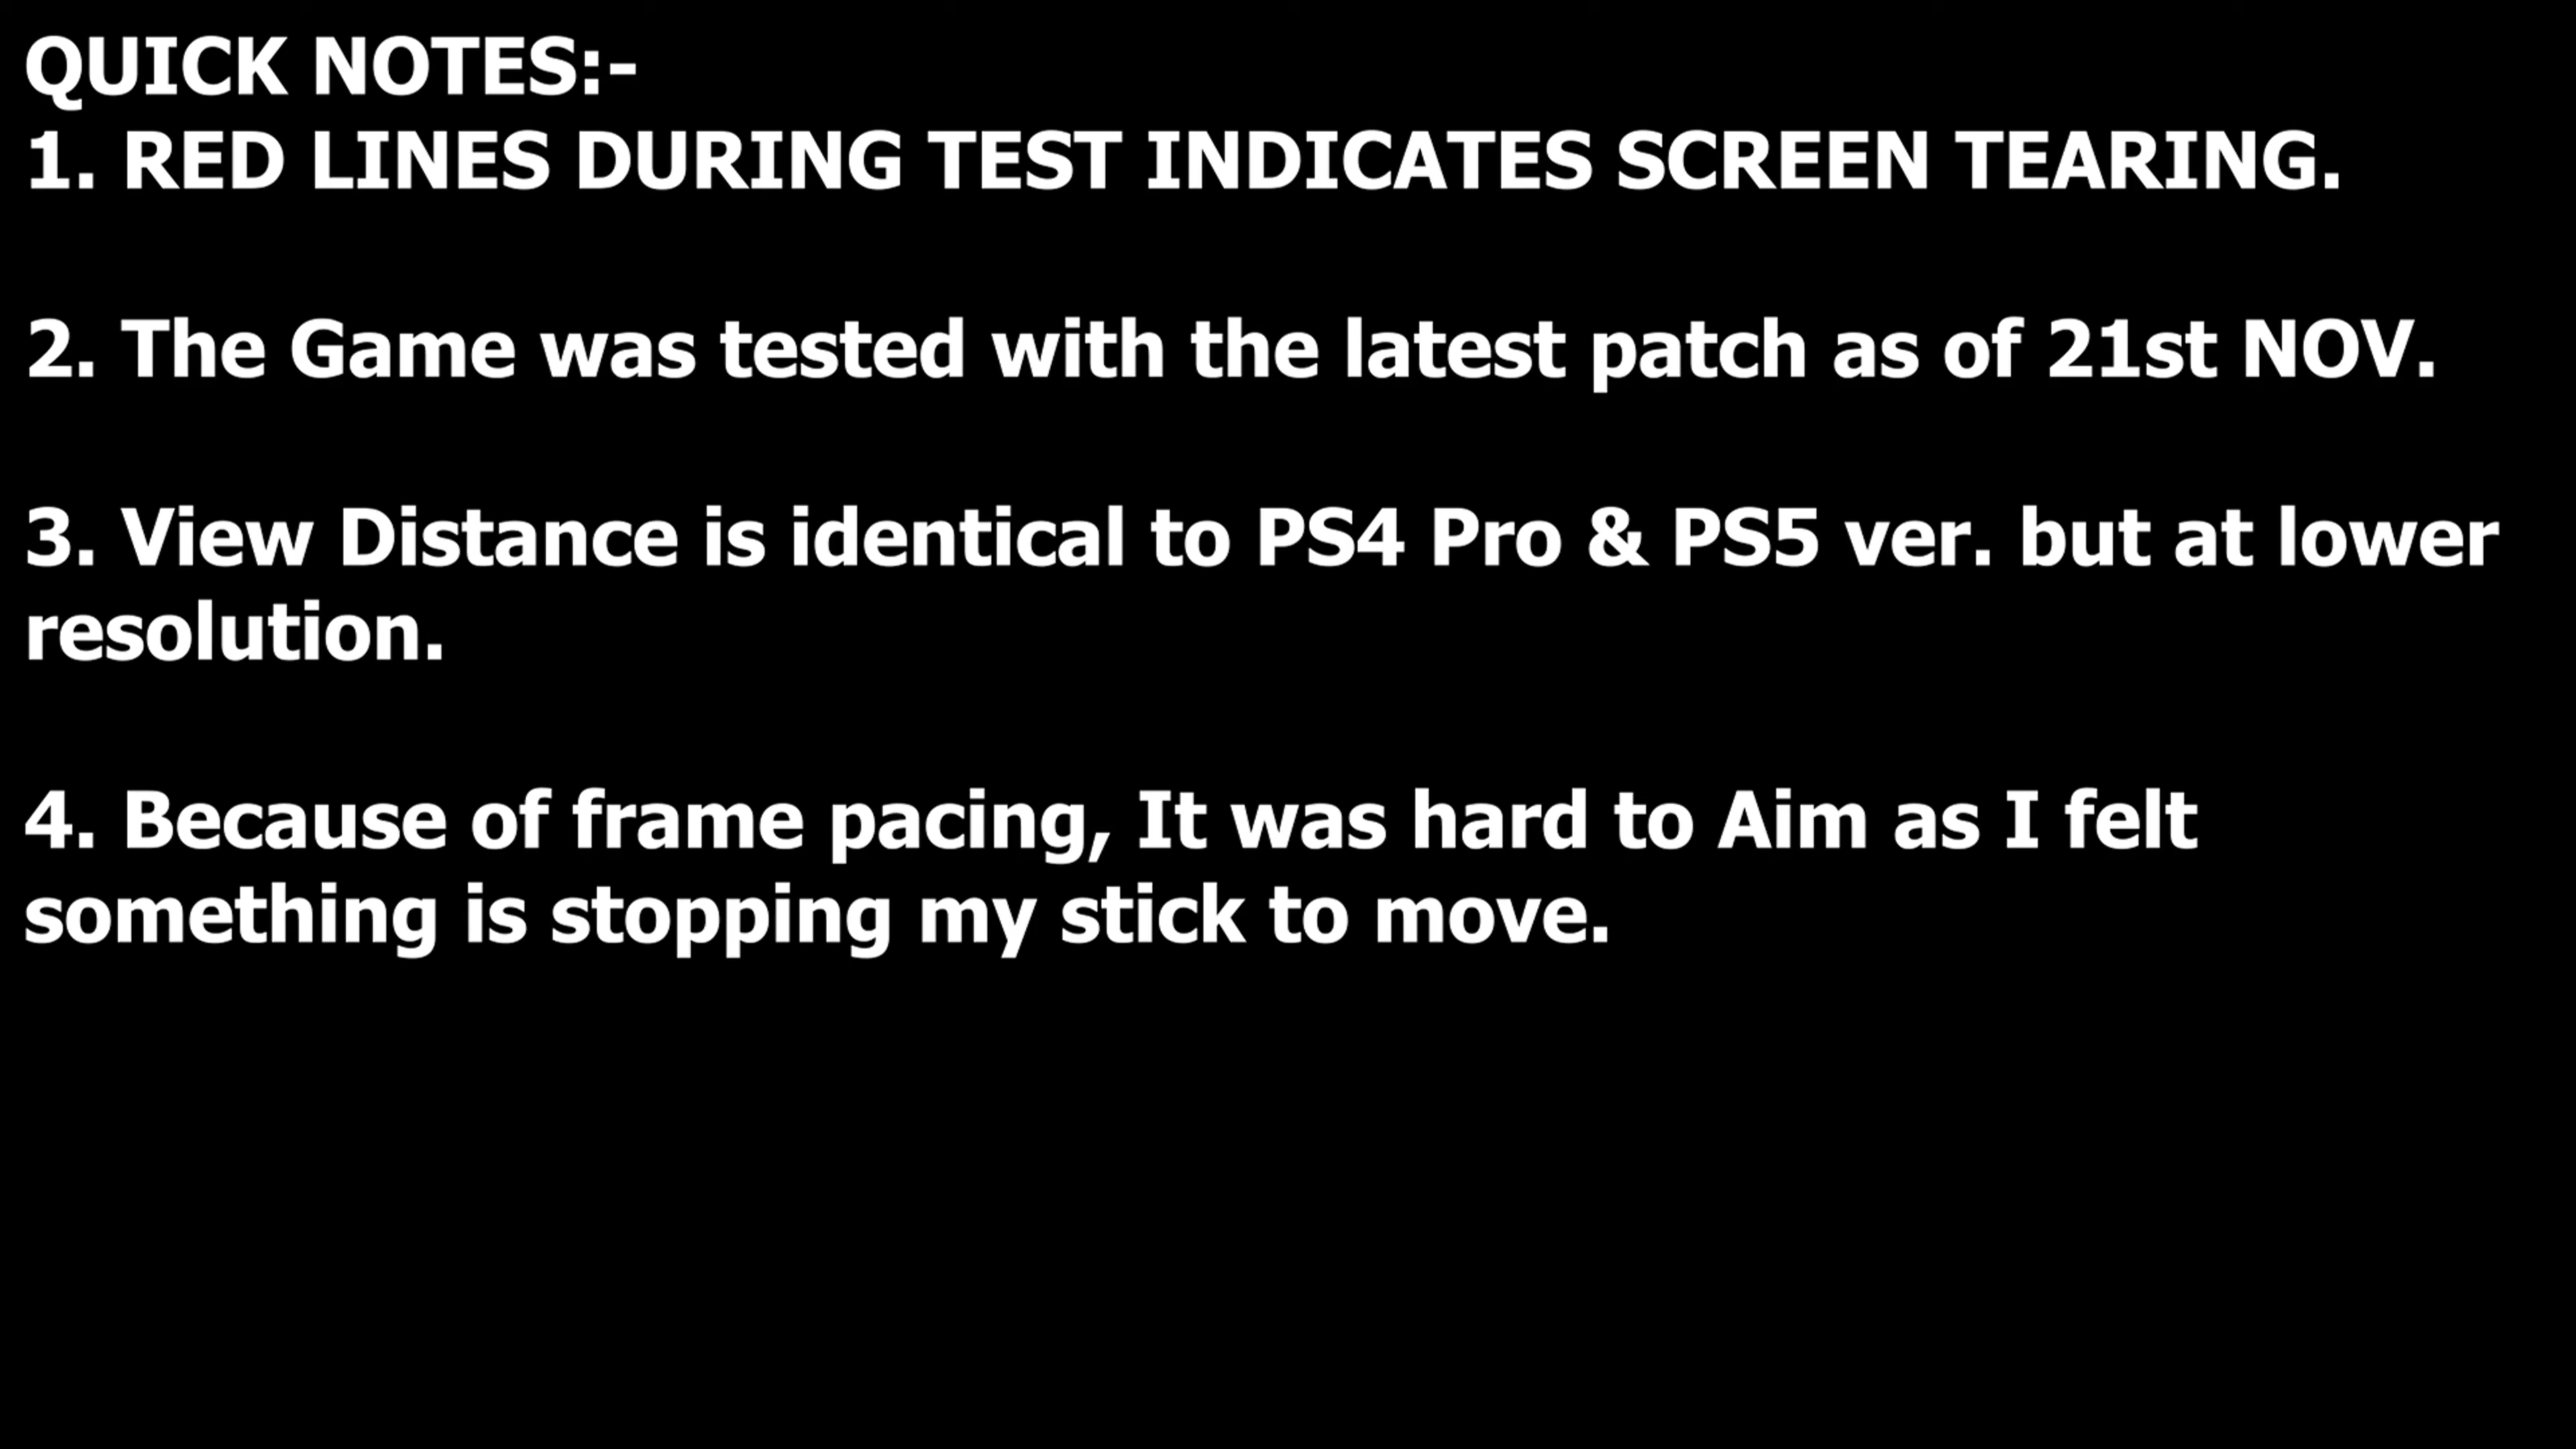 QUICK NOTES:-
1. RED LINES DURING TEST INDICATES SCREEN TEARING.
2. The Game was tested with the latest patch as of 21st NOV.
3. View Distance is identical to PS4 Pro & PS5 ver. but at lower
resolution.
4. Because of frame pacing, It was hard to Aim as I felt
something is stopping my stick to move.